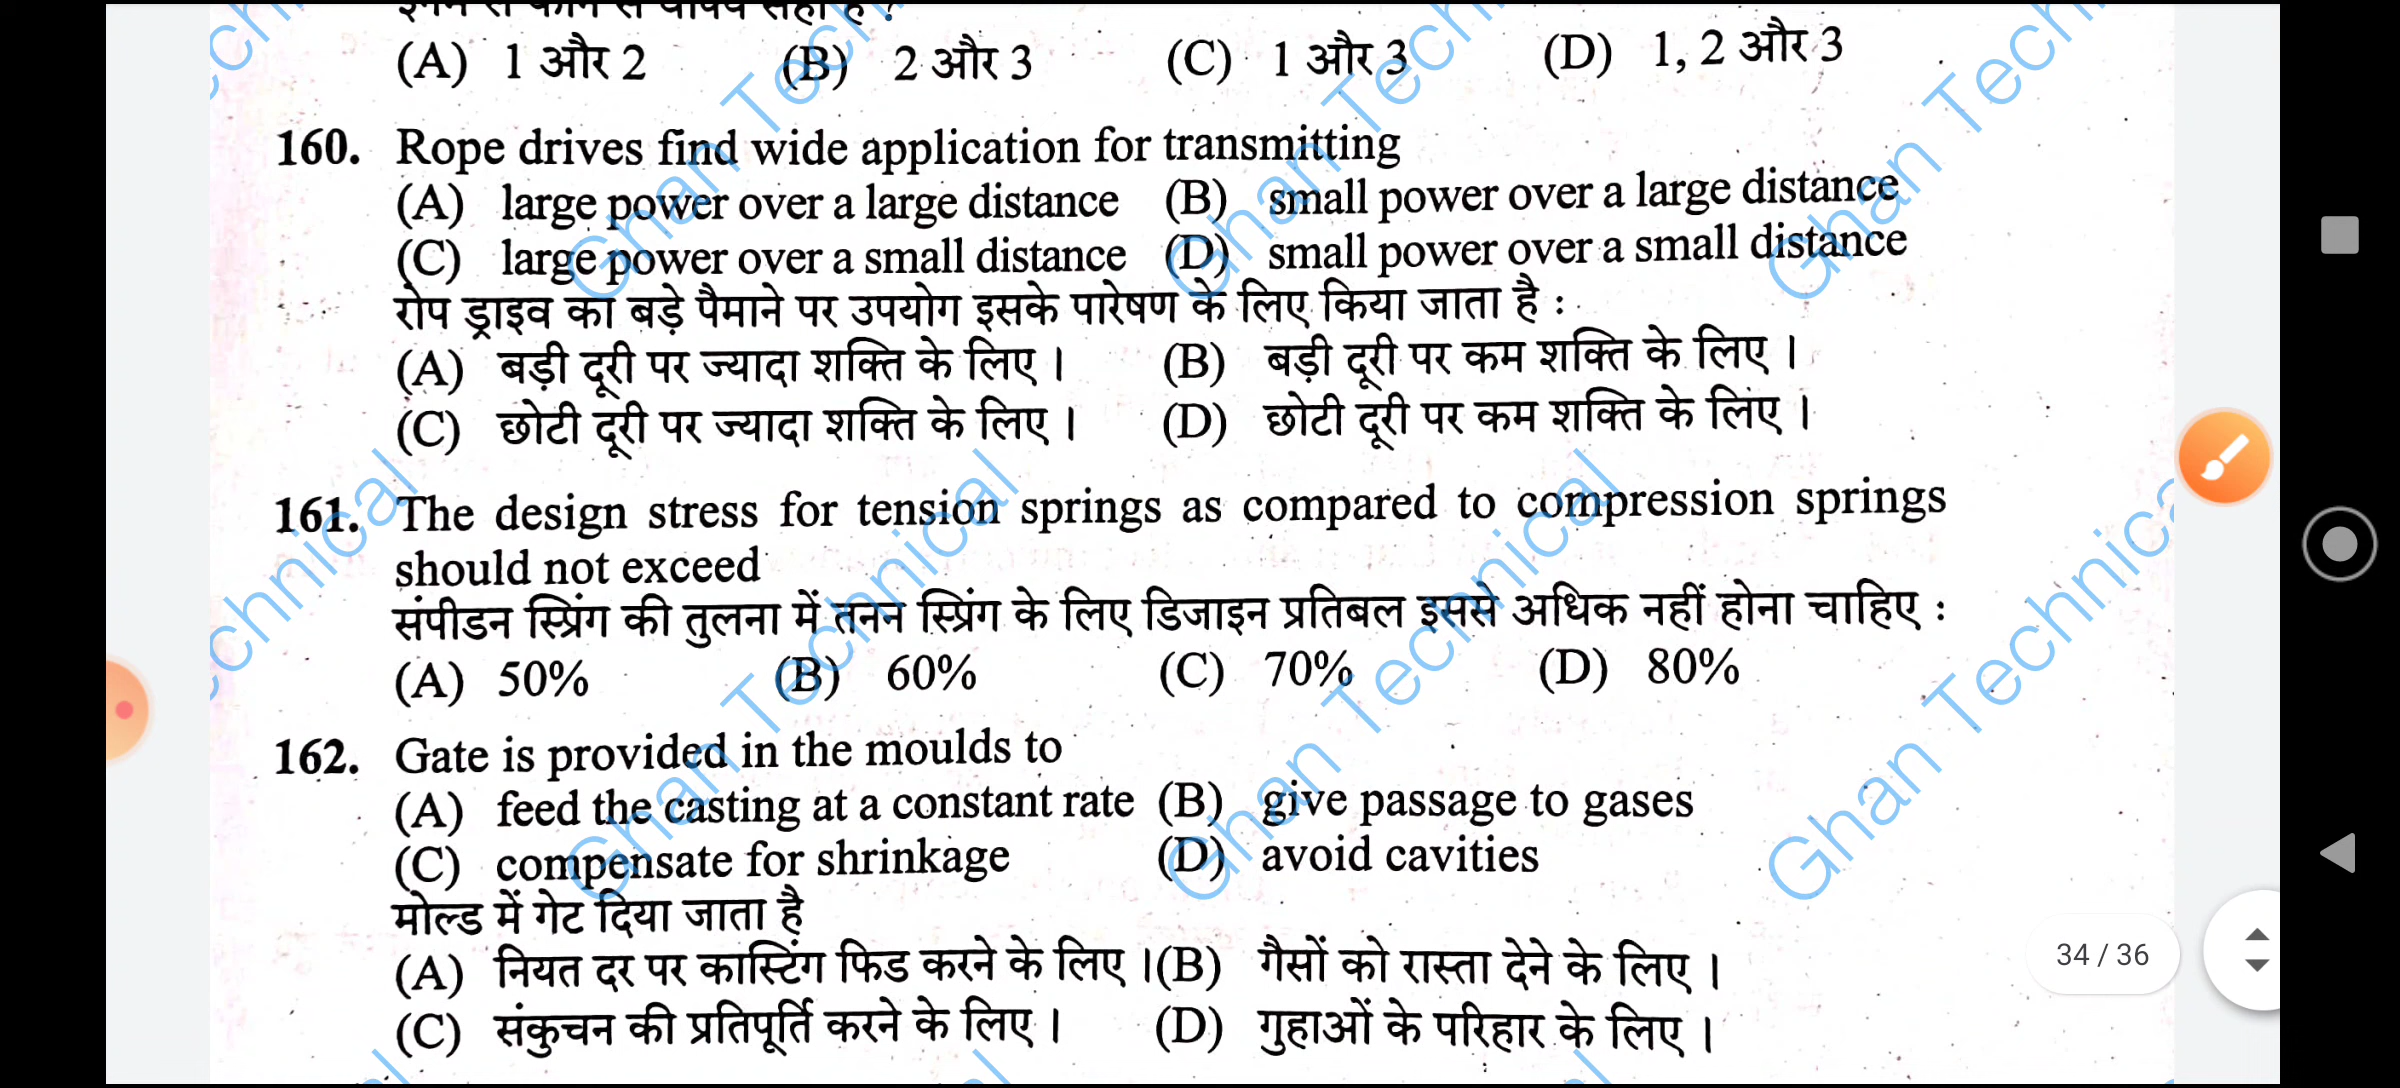 (A) 1 और 2 (B) 2 और 3 (C) 1 और 3 (D) 1, 2 और 3
160. Rope drives find wide application for transmitting
(A) large power over a large distance (B) small power over a large distance
(C) large power over a small distance (D) small power over a small distance
रोप ड्राइव का बड़े पैमाने पर उपयोग इसके पारेषण के लिए किया जाता है :
(A) बड़ी दूरी पर ज्यादा शक्ति के लिए । (B) बड़ी दूरी पर कम शक्ति के लिए ।
(C) छोटी दूरी पर ज्यादा शक्ति के लिए । (D) छोटी दूरी पर कम शक्ति के लिए ।
161. The design stress for tension springs as compared to compression springs
should not exceed
संपीडन स्प्रिंग की तुलना में तनन स्प्रिंग के लिए डिजाइन प्रतिबल इससे अधिक नहीं होना चाहिए :
(A) 50% (B) 60% (C) 70% (D) 80%
162. Gate is provided in the moulds to
(A) feed the casting at a constant rate (B) give passage to gases
(C) compensate for shrinkage (D) avoid cavities
मोल्ड में गेट दिया जाता है
(A) नियत दर पर कास्टिंग फिड करने के लिए । (B) गैसों को रास्ता देने के लिए ।
(C) संकुचन की प्रतिपूर्ति करने के लिए । (D) गुहाओं के परिहार के लिए ।
34 / 36
Ghan Technical